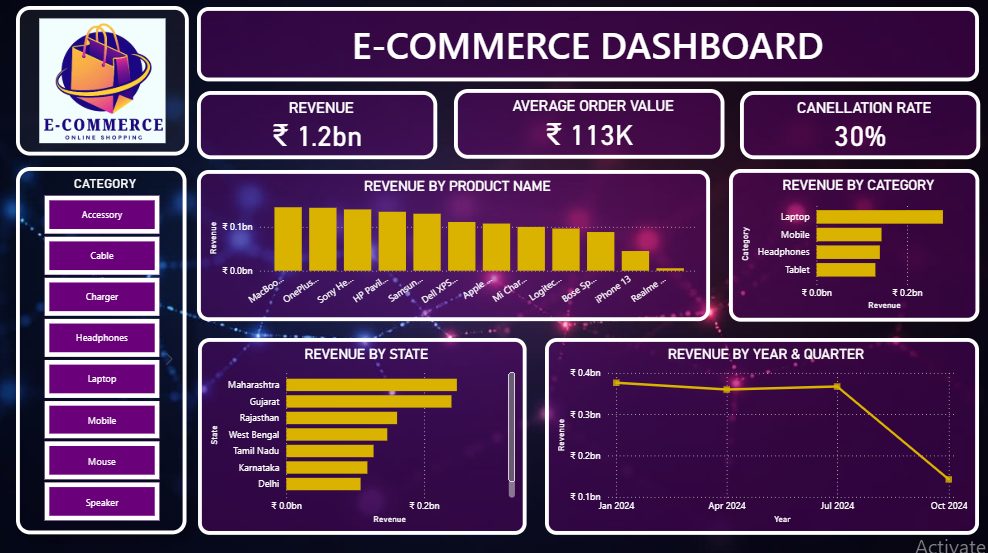 E-COMMERCE
ONLINE SHOPPING
E-COMMERCE DASHBOARD
REVENUE
₹ 1.2bn
AVERAGE ORDER VALUE
₹ 113K
CANELLATION RATE
30%
CATEGORY
Accessory
Cable
Charger
Headphones
Laptop
Mobile
Mouse
Speaker
REVENUE BY PRODUCT NAME
Revenue
₹ 0.1bn
₹ 0.0bn
MacBoo...
OnePlus...
Sony He...
HP Pavil...
Samsun...
Dell XPS...
Apple ...
Mi Char...
Logitec...
Bose Sp...
iPhone 13
Realme ...
REVENUE BY CATEGORY
Category
Laptop
Mobile
Headphones
Tablet
₹ 0.0bn ₹ 0.2bn
Revenue
REVENUE BY STATE
State
Maharashtra
Gujarat
Rajasthan
West Bengal
Tamil Nadu
Karnataka
Delhi
₹ 0.0bn ₹ 0.2bn
Revenue
REVENUE BY YEAR & QUARTER
Revenue
₹ 0.4bn
₹ 0.3bn
₹ 0.2bn
₹ 0.1bn
Jan 2024 Apr 2024 Jul 2024 Oct 2024
Year
Activate